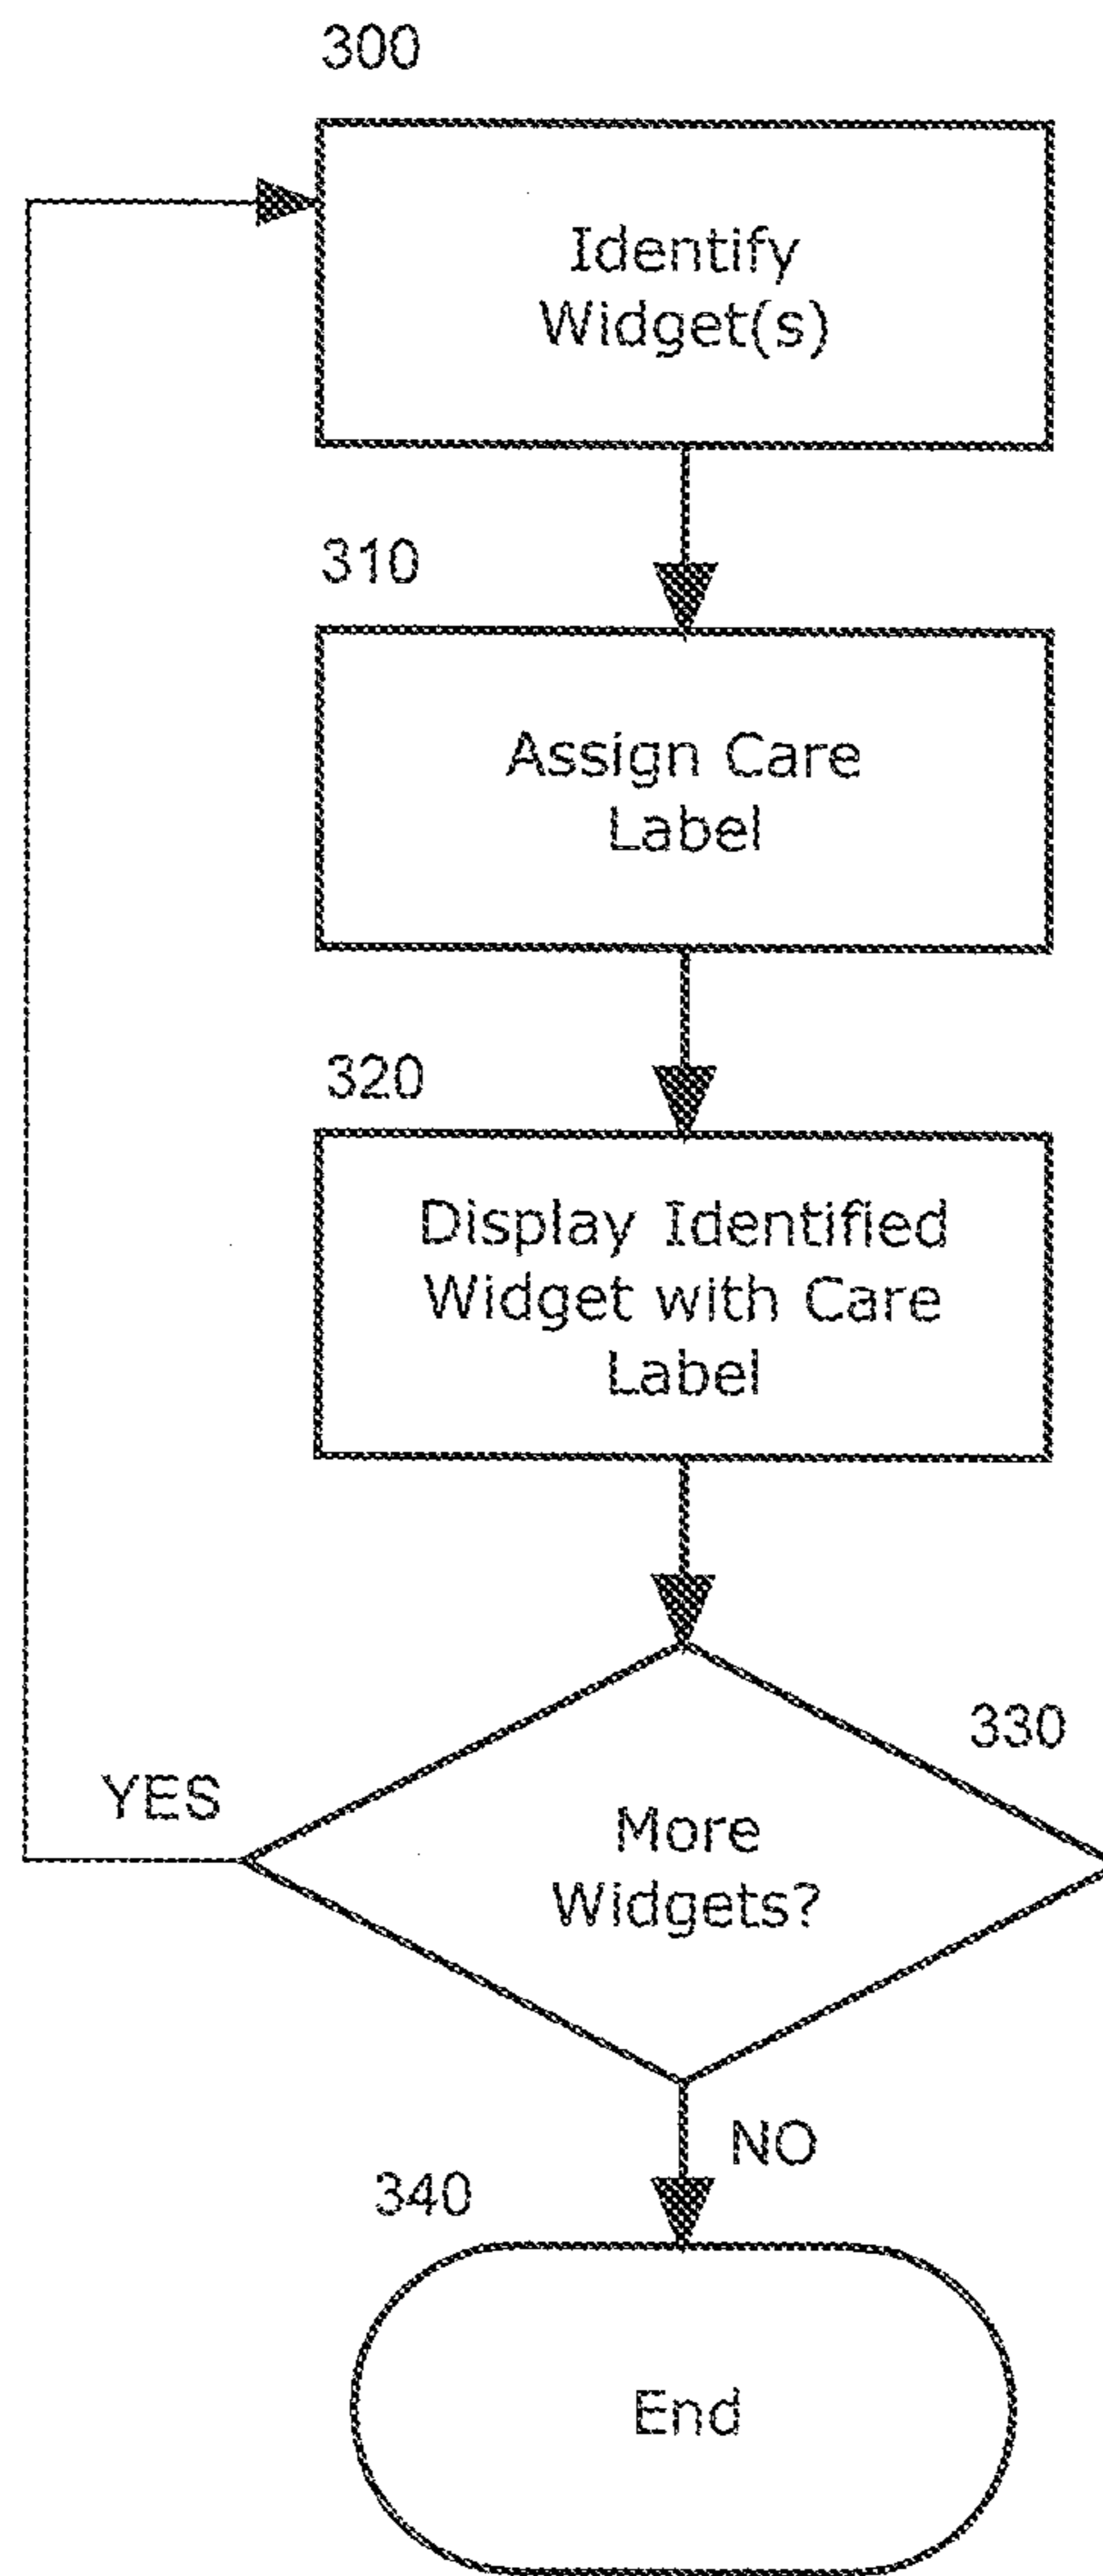 300
Identify
Widget(s)
310
Assign Care
Label
320
Display Identified
Widget with Care
Label
330
YES
More
Widgets?
NO
340
End